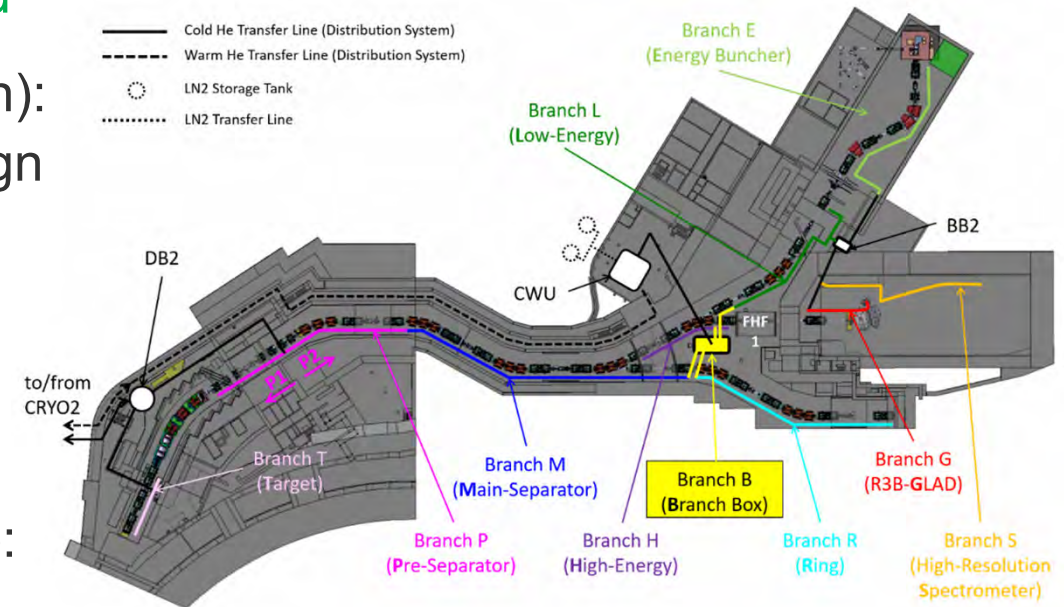 Cold He Transfer Line (Distribution System)
Warm He Transfer Line (Distribution System)
LN2 Storage Tank
LN2 Transfer Line
n):
gn
:
Branch E
(Energy Buncher)
Branch L
(Low-Energy)
DB2
CWU
BB2
FHF
1
to/from
CRYO2
P1
P2
Branch T
(Target)
Branch M
(Main-Separator)
Branch B
(Branch Box)
Branch G
(R3B-GLAD)
Branch P
(Pre-Separator)
Branch H
(High-Energy)
Branch R
(Ring)
Branch S
(High-Resolution
Spectrometer)